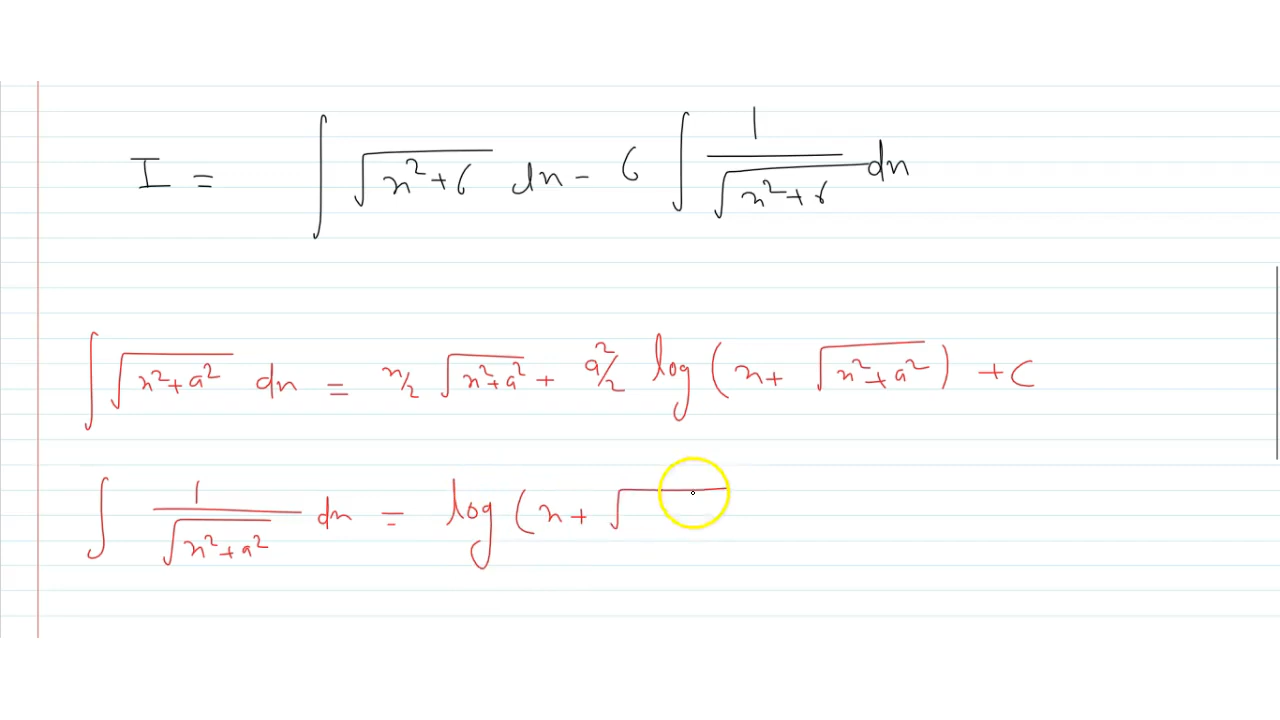 I = ∫ √(x²+6) dx - 6 ∫ 1/√(x²+6) dx
∫ √(x²+a²) dx = x/2 √(x²+a²) + a²/2 log (x + √(x²+a²)) + C
∫ 1/√(x²+a²) dx = log (x + √